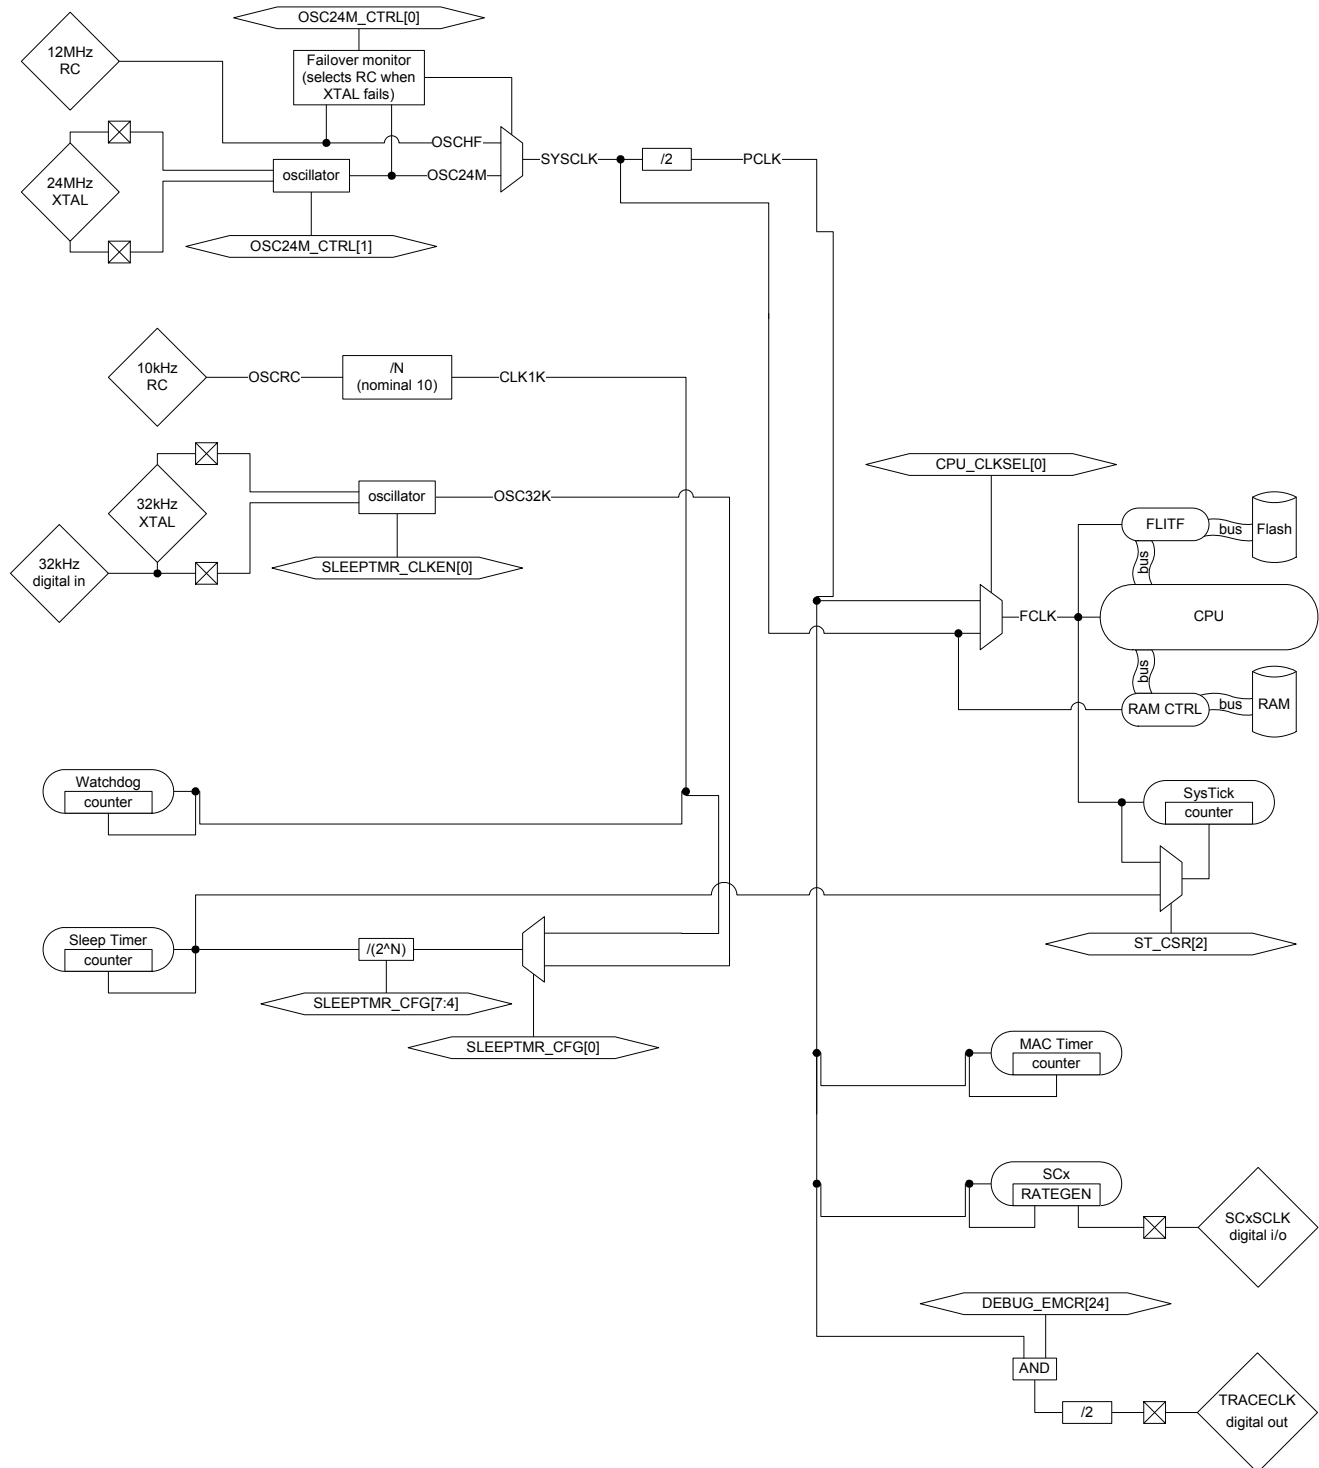 OSC24M_CTRL[0]
12MHz
RC
Failover monitor
(selects RC when
XTAL fails)
OSCHF
SYSCLK
/2
PCLK
24MHz
XTAL
oscillator
OSC24M
OSC24M_CTRL[1]
10kHz
RC
OSCRC
/N
(nominal 10)
CLK1K
CPU_CLKSEL[0]
32kHz
XTAL
oscillator
OSC32K
32kHz
digital in
SLEEPTMR_CLKEN[0]
FLITF
bus
Flash
bus
FCLK
CPU
bus
RAM CTRL
bus
RAM
Watchdog
counter
SysTick
counter
Sleep Timer
counter
/(2^N)
ST_CSR[2]
SLEEPTMR_CFG[7:4]
SLEEPTMR_CFG[0]
MAC Timer
counter
SCx
RATEGEN
SCxSCLK
digital i/o
DEBUG_EMCR[24]
AND
/2
TRACECLK
digital out